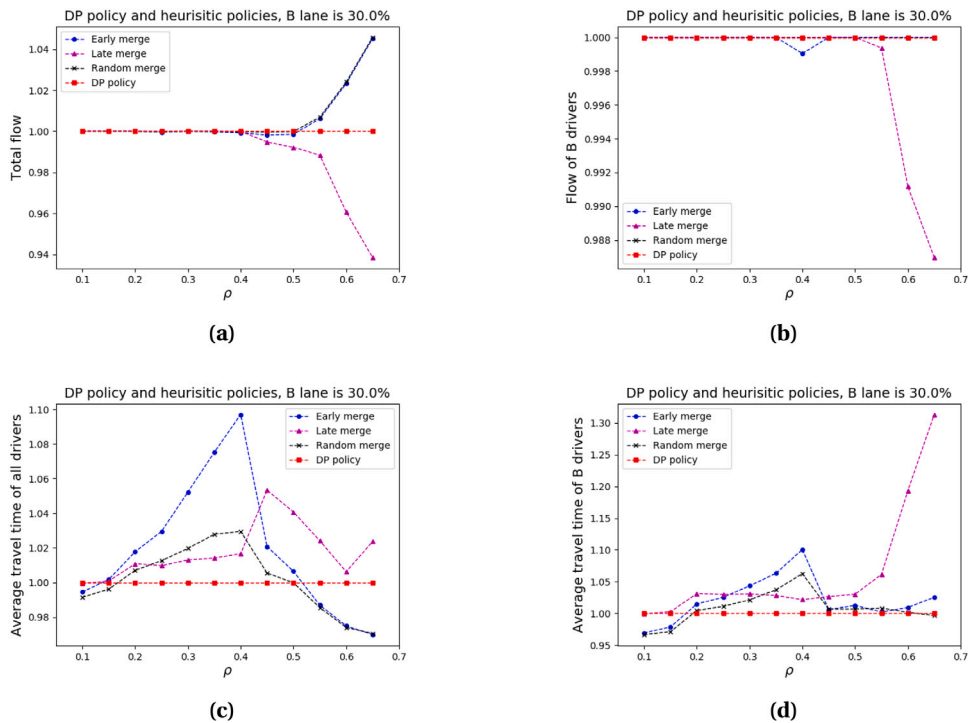 DP policy and heurisitic policies, B lane is 30.0%
Total flow
1.04
1.02
1.00
0.98
0.96
0.94
Early merge
Late merge
Random merge
DP policy
0.1 0.2 0.3 0.4 0.5 0.6 0.7
ρ
(a)
DP policy and heurisitic policies, B lane is 30.0%
Flow of B drivers
1.000
0.998
0.996
0.994
0.992
0.990
0.988
Early merge
Late merge
Random merge
DP policy
0.1 0.2 0.3 0.4 0.5 0.6 0.7
ρ
(b)
DP policy and heurisitic policies, B lane is 30.0%
Average travel time of all drivers
1.10
1.08
1.06
1.04
1.02
1.00
0.98
Early merge
Late merge
Random merge
DP policy
0.1 0.2 0.3 0.4 0.5 0.6 0.7
ρ
(c)
DP policy and heurisitic policies, B lane is 30.0%
Average travel time of B drivers
1.30
1.25
1.20
1.15
1.10
1.05
1.00
0.95
Early merge
Late merge
Random merge
DP policy
0.1 0.2 0.3 0.4 0.5 0.6 0.7
ρ
(d)